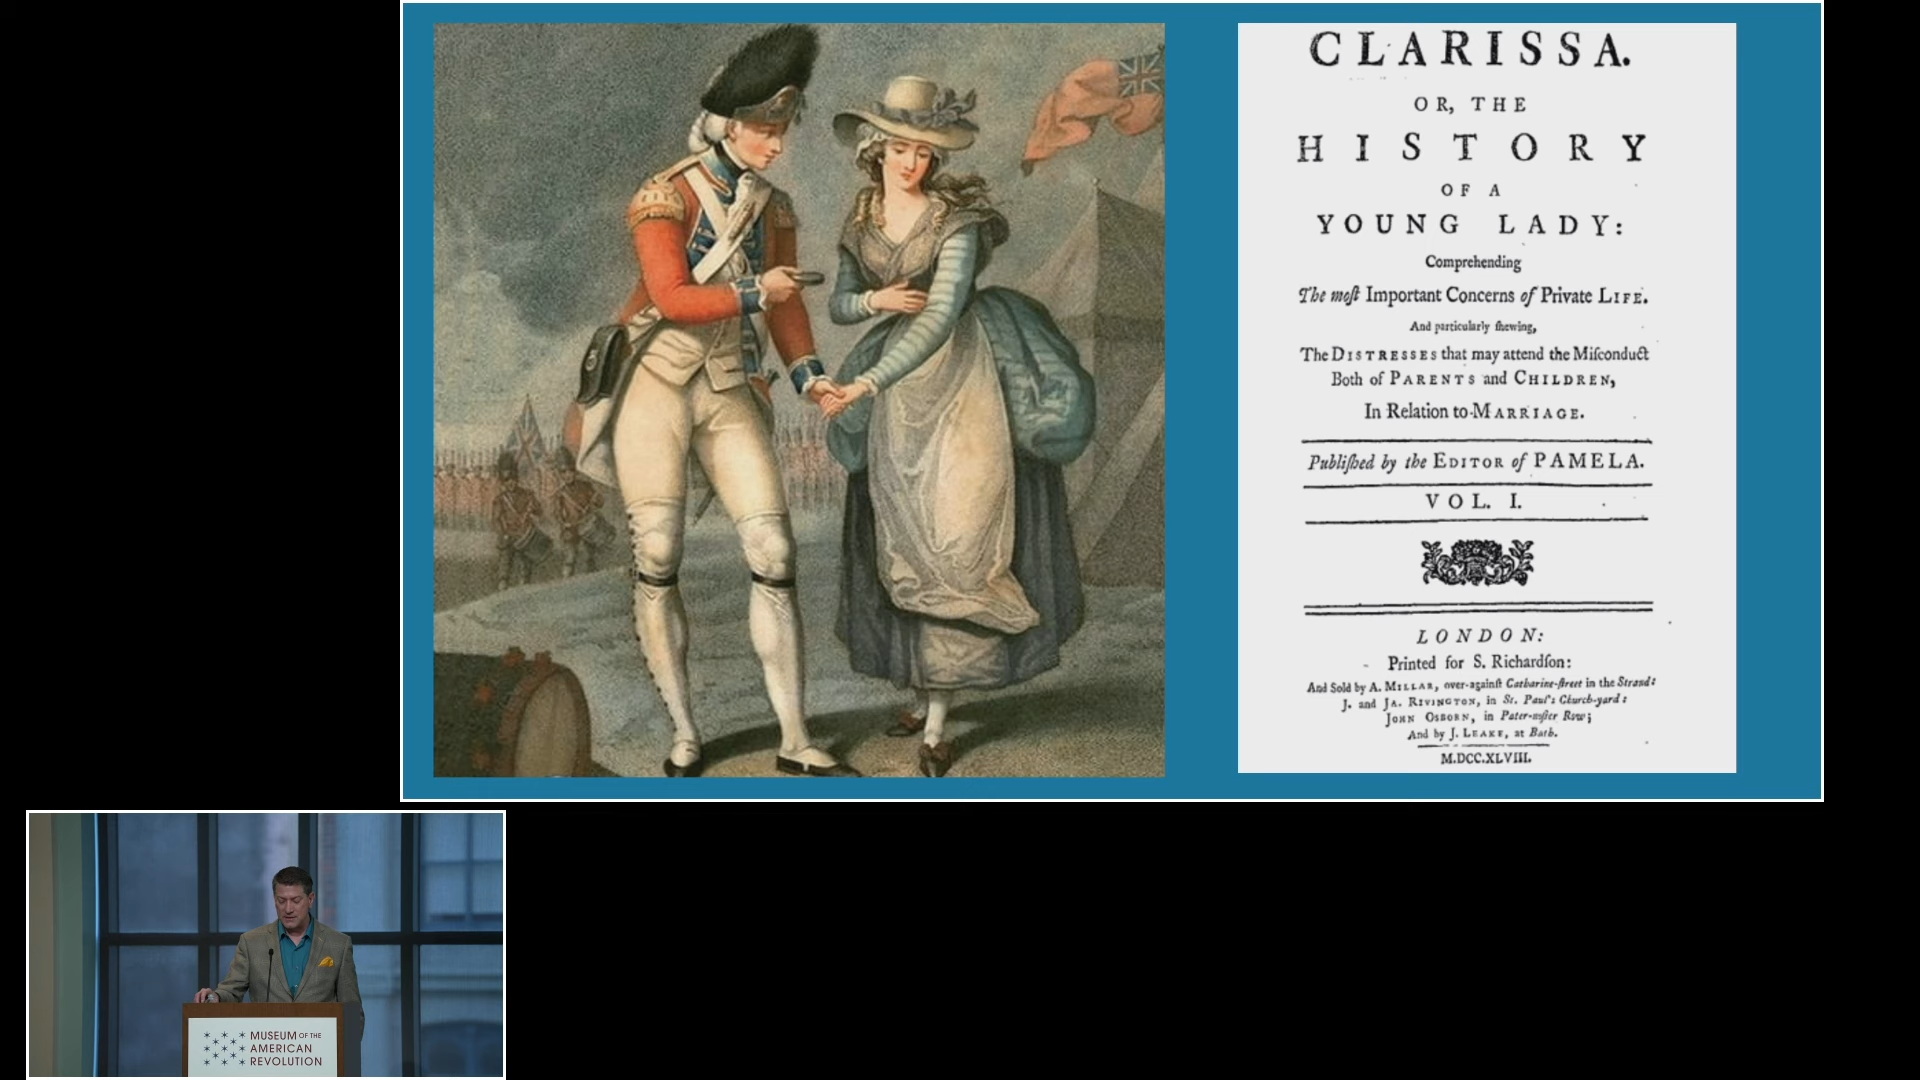 CLARISSA.
OR, THE
HISTORY
OF A
YOUNG LADY:
Comprehending
The moſt Important Concerns of Private LIFE.
And particularly ſhewing,
The DISTRESSES that may attend the Miſconduct
Both of PARENTS and CHILDREN,
In Relation to MARRIAGE.
Publiſhed by the EDITOR of PAMELA.
VOL. I.
LONDON:
Printed for S. Richardſon:
And Sold by A. MILLAR, over-againſt Catharine-ſtreet in the Strand:
J. and JA. RIVINGTON, in St. Paul's Church-yard:
JOHN OSBORN, in Pater-noſter Row;
And by J. LEAKE, at Bath.
M.DCC.XLVIII.
MUSEUM OF THE
AMERICAN
REVOLUTION